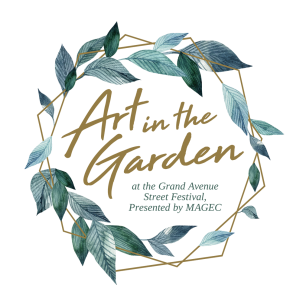 Art in the
Garden
at the Grand Avenue
Street Festival,
Presented by MAGEC